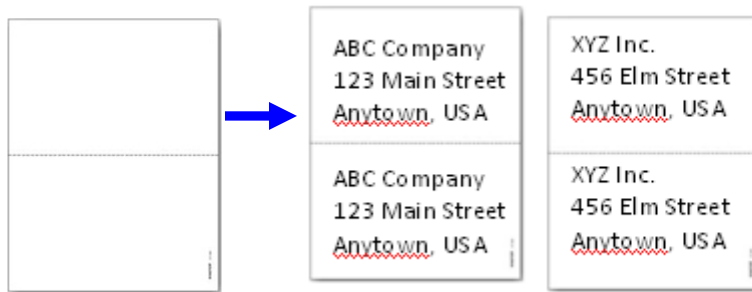 ABC Company
123 Main Street
Anytown, USA
ABC Company
123 Main Street
Anytown, USA
XYZ Inc.
456 Elm Street
Anytown, USA
XYZ Inc.
456 Elm Street
Anytown, USA